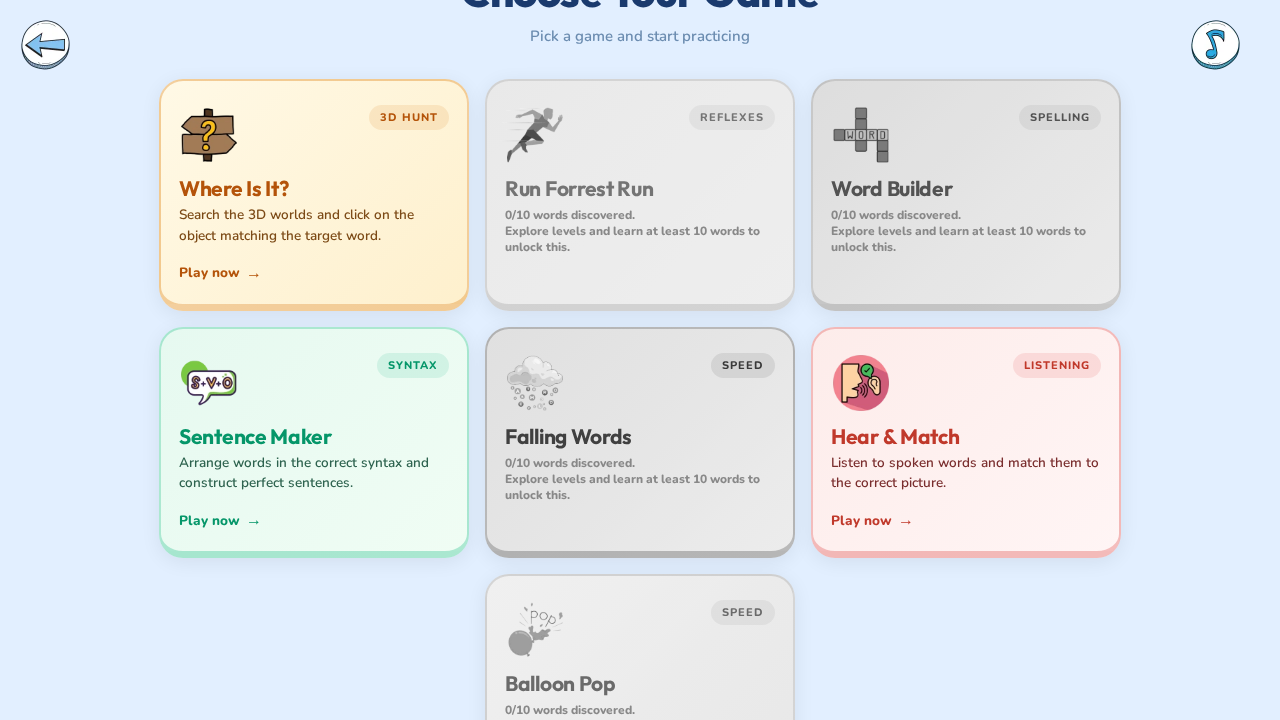 Choose Your Game
Pick a game and start practicing
3D HUNT
Where Is It?
Search the 3D worlds and click on the
object matching the target word.
Play now →
REFLEXES
Run Forrest Run
0/10 words discovered.
Explore levels and learn at least 10 words to
unlock this.
WORD
SPELLING
Word Builder
0/10 words discovered.
Explore levels and learn at least 10 words to
unlock this.
S+V+O
SYNTAX
Sentence Maker
Arrange words in the correct syntax and
construct perfect sentences.
Play now →
SPEED
Falling Words
0/10 words discovered.
Explore levels and learn at least 10 words to
unlock this.
LISTENING
Hear & Match
Listen to spoken words and match them to
the correct picture.
Play now →
POP
SPEED
Balloon Pop
0/10 words discovered.